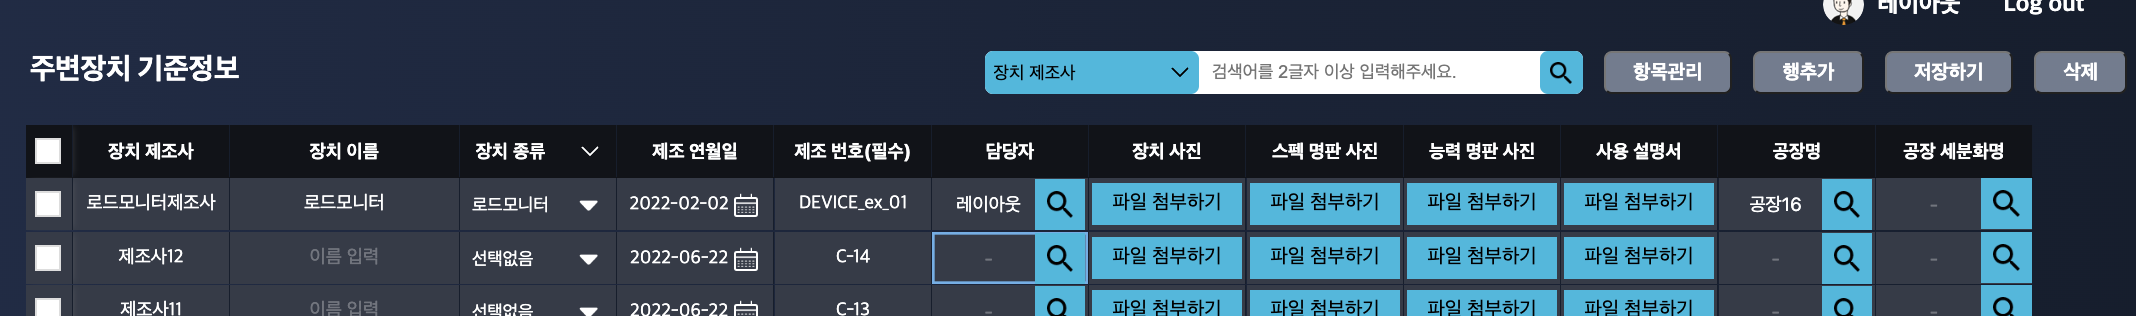 레이아웃 Log out
주변장치 기준정보 장치 제조사 검색어를 2글자 이상 입력해주세요. 항목관리 행추가 저장하기 삭제
장치 제조사 장치 이름 장치 종류 제조 연월일 제조 번호(필수) 담당자 장치 사진 스펙 명판 사진 능력 명판 사진 사용 설명서 공장명 공장 세분화명
로드모니터제조사 로드모니터 로드모니터 2022-02-02 DEVICE_ex_01 레이아웃 파일 첨부하기 파일 첨부하기 파일 첨부하기 파일 첨부하기 공장16 -
제조사12 이름 입력 선택없음 2022-06-22 C-14 - 파일 첨부하기 파일 첨부하기 파일 첨부하기 파일 첨부하기 - -
제조사11 이름 입력 선택없음 2022-06-22 C-13 - 파일 첨부하기 파일 첨부하기 파일 첨부하기 파일 첨부하기 - -